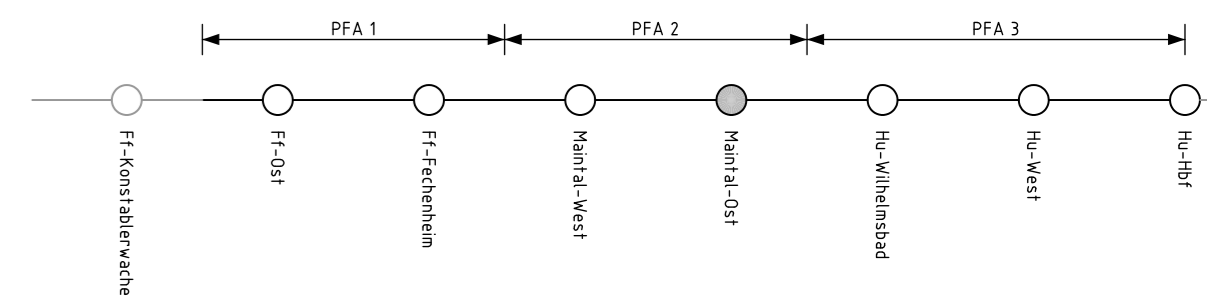 PFA 1
PFA 2
PFA 3
Ff-Konstablerwache
Ff-Ost
Ff-Fechenheim
Maintal-West
Maintal-Ost
Hu-Wilhelmsbad
Hu-West
Hu-Hbf